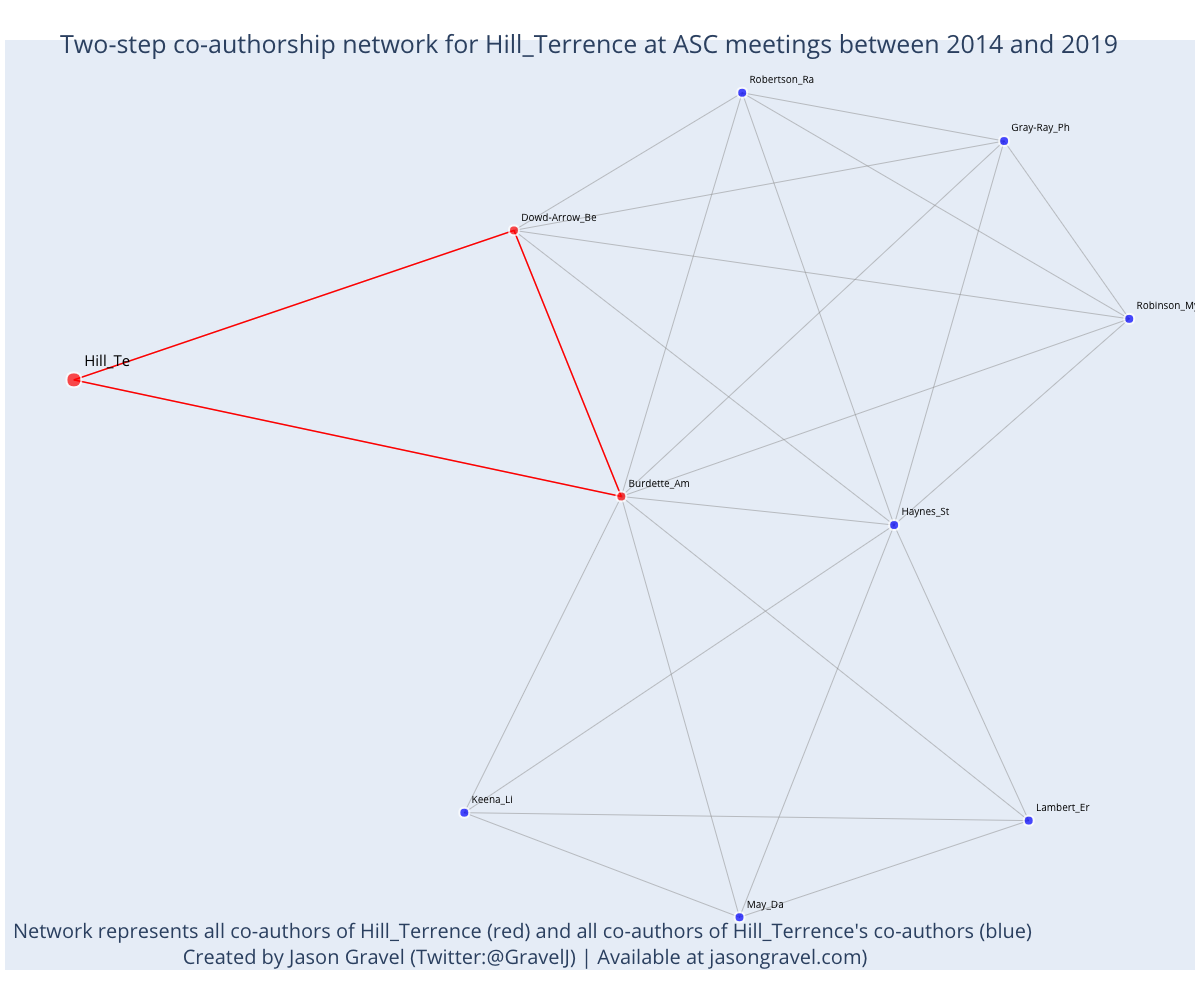 Two-step co-authorship network for Hill_Terrence at ASC meetings between 2014 and 2019
Robertson_Ra
Gray-Ray_Ph
Dowd-Arrow_Be
Robinson_My
Hill_Te
Burdette_Am
Haynes_St
Keena_Li
Lambert_Er
May_Da
Network represents all co-authors of Hill_Terrence (red) and all co-authors of Hill_Terrence's co-authors (blue)
Created by Jason Gravel (Twitter:@GravelJ) | Available at jasongravel.com)